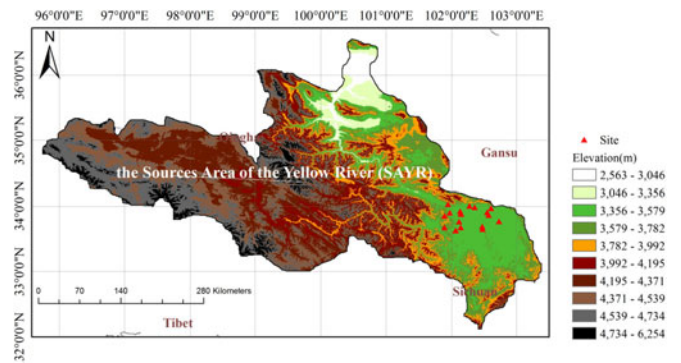 96°0'0"E 97°0'0"E 98°0'0"E 99°0'0"E 100°0'0"E 101°0'0"E 102°0'0"E 103°0'0"E
N
36°0'0"N
35°0'0"N
34°0'0"N
33°0'0"N
32°0'0"N
Gansu
the Sources Area of the Yellow River (SAYR)
Sichuan
Tibet
0 70 140 280 Kilometers
Site
Elevation(m)
2,563 - 3,046
3,046 - 3,356
3,356 - 3,579
3,579 - 3,782
3,782 - 3,992
3,992 - 4,195
4,195 - 4,371
4,371 - 4,539
4,539 - 4,734
4,734 - 6,254